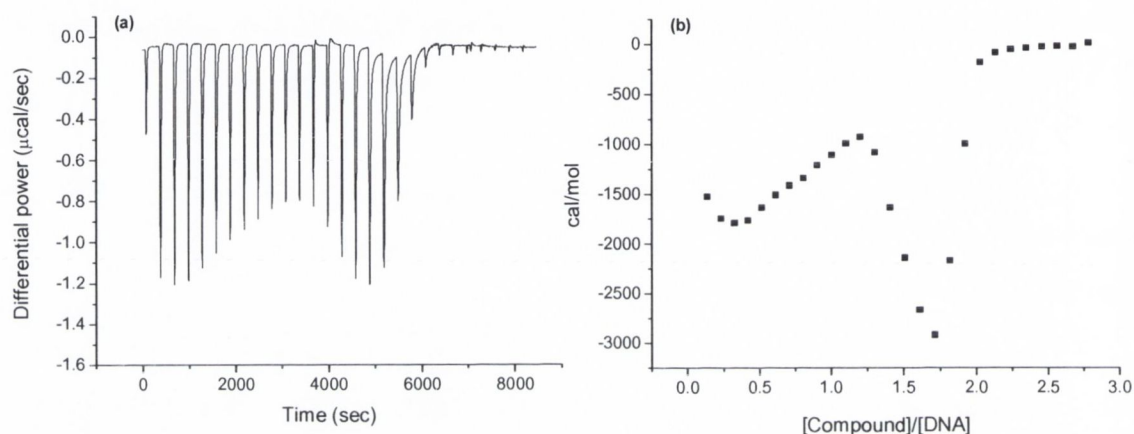 (a)
0.0
-0.2
-0.4
-0.6
-0.8
-1.0
-1.2
-1.4
-1.6
Differential power (μcal/sec)
0 2000 4000 6000 8000
Time (sec)
(b)
0
-500
-1000
-1500
-2000
-2500
-3000
cal/mol
0.0 0.5 1.0 1.5 2.0 2.5 3.0
[Compound]/[DNA]